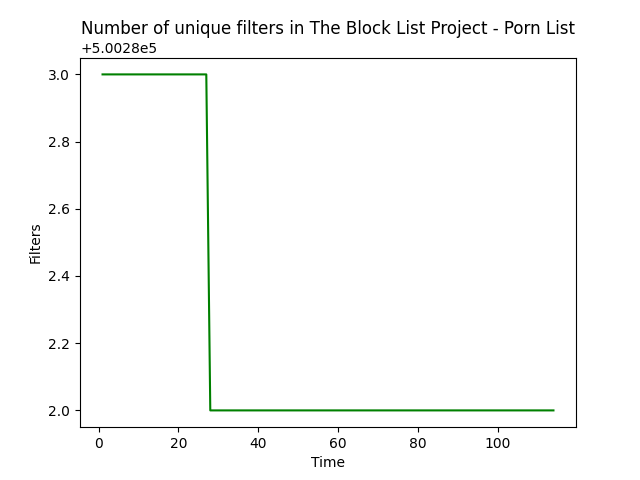 Number of unique filters in The Block List Project - Porn List
+5.0028e5
3.0
2.8
2.6
2.4
2.2
2.0
Filters
0 20 40 60 80 100
Time